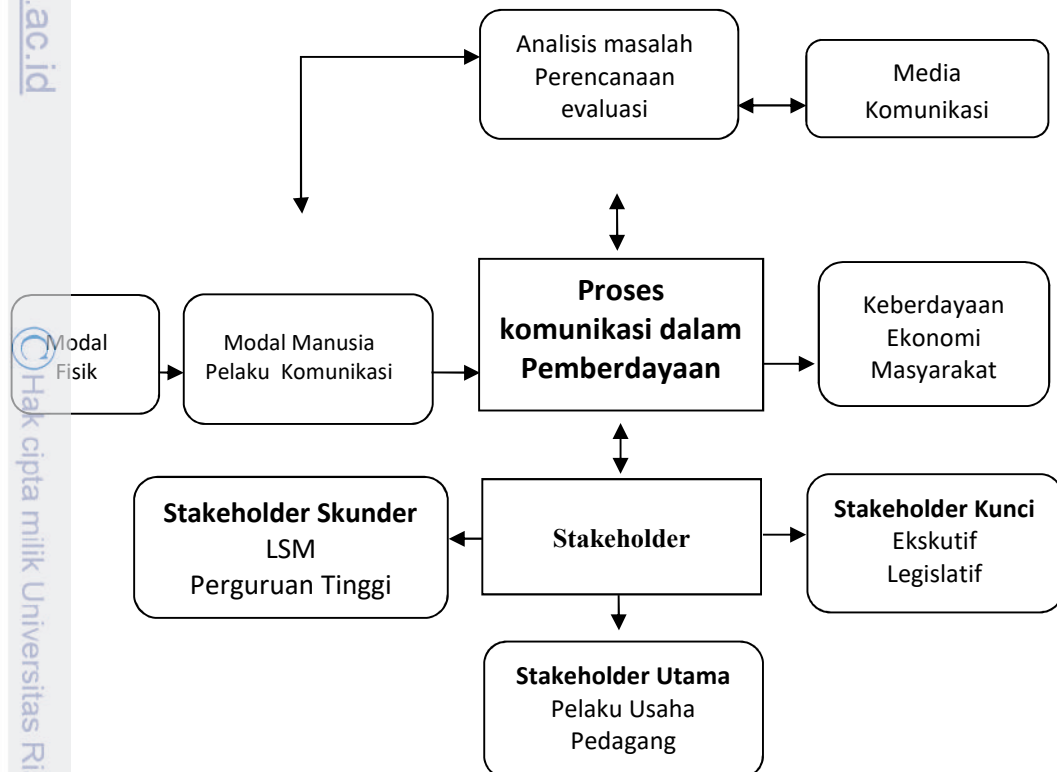 .ac.id
© Hak cipta milik Universitas Ri
Analisis masalah
Perencanaan
evaluasi
Media
Komunikasi
Modal
Fisik
Modal Manusia
Pelaku Komunikasi
Proses
komunikasi dalam
Pemberdayaan
Keberdayaan
Ekonomi
Masyarakat
Stakeholder Skunder
LSM
Perguruan Tinggi
Stakeholder
Stakeholder Kunci
Ekskutif
Legislatif
Stakeholder Utama
Pelaku Usaha
Pedagang